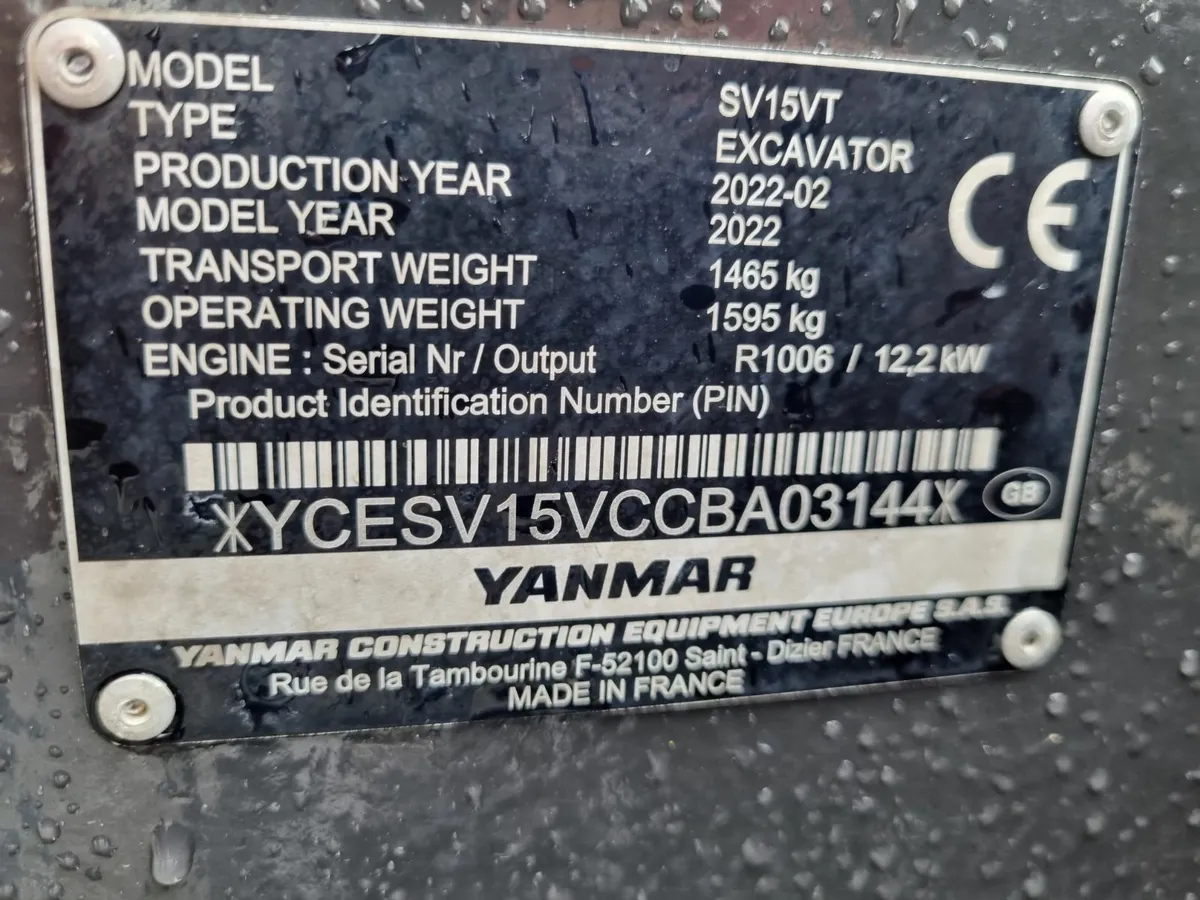 MODEL SV15VT
TYPE EXCAVATOR
PRODUCTION YEAR 2022-02
MODEL YEAR 2022
TRANSPORT WEIGHT 1465 kg
OPERATING WEIGHT 1595 kg
ENGINE : Serial Nr / Output R1006 / 12,2 kW
Product Identification Number (PIN)
CE
*YCESV15VCCBA03144*
GB
YANMAR
YANMAR CONSTRUCTION EQUIPMENT EUROPE S.A.S.
Rue de la Tambourine F-52100 Saint - Dizier FRANCE
MADE IN FRANCE